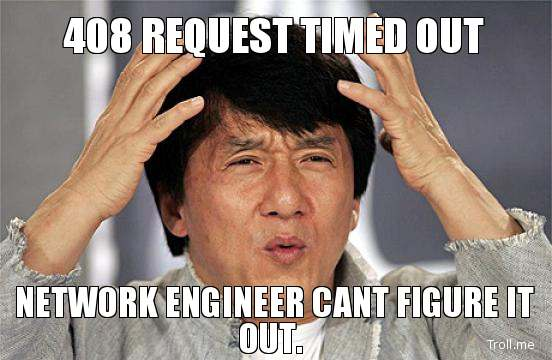 408 REQUEST TIMED OUT
NETWORK ENGINEER CANT FIGURE IT
OUT.
Troll.me